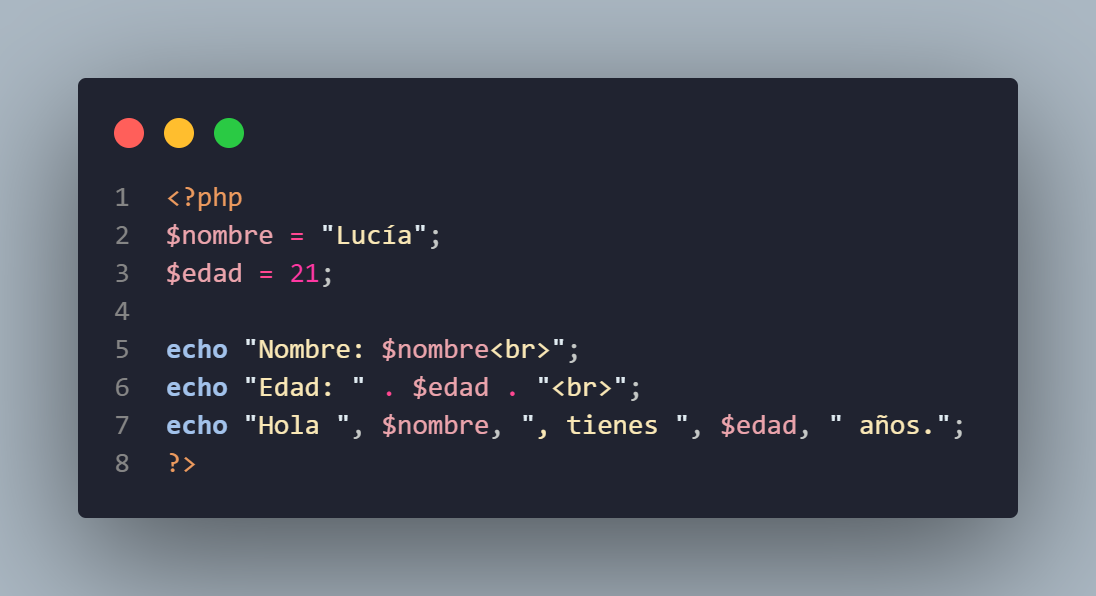 1 <?php
2 $nombre = "Lucía";
3 $edad = 21;
4
5 echo "Nombre: $nombre<br>";
6 echo "Edad: " . $edad . "<br>";
7 echo "Hola ", $nombre, ", tienes ", $edad, " años.";
8 ?>